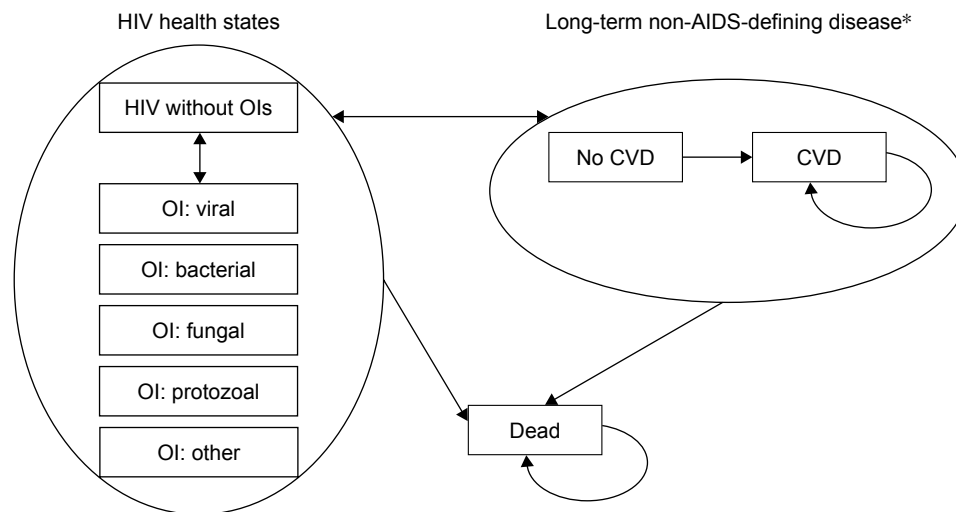 HIV health states
Long-term non-AIDS-defining disease*
HIV without OIs
OI: viral
OI: bacterial
OI: fungal
OI: protozoal
OI: other
No CVD
CVD
Dead